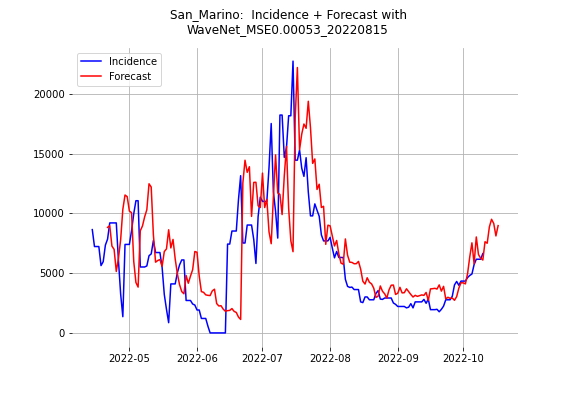 San_Marino:  Incidence + Forecast with
WaveNet_MSE0.00053_20220815
Incidence
Forecast
20000
15000
10000
5000
0
2022-05
2022-06
2022-07
2022-08
2022-09
2022-10